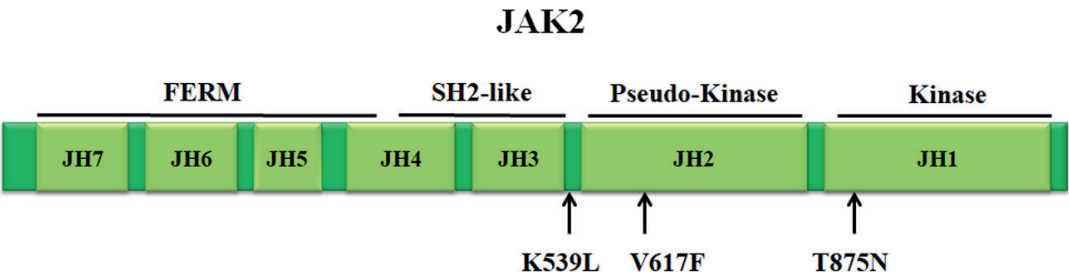 JAK2
FERM SH2-like Pseudo-Kinase Kinase
JH7 JH6 JH5 JH4 JH3 JH2 JH1
K539L V617F T875N